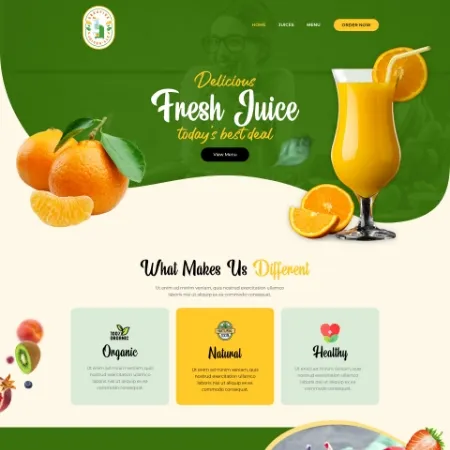 HOME JUICES MENU ORDER NOW
Delicious
Fresh Juice
today's best deal
View Menu
What Makes Us Different
Ut enim ad minim veniam, quis nostrud exercitation ullamco
laboris nisi ut aliquip ex ea commodo consequat.
100%
ORGANIC
Organic
Ut enim ad minim veniam, quis
nostrud exercitation ullamco
laboris nisi ut aliquip ex ea
commodo consequat.
Natural
Ut enim ad minim veniam, quis
nostrud exercitation ullamco
laboris nisi ut aliquip ex ea
commodo consequat.
Healthy
Ut enim ad minim veniam, quis
nostrud exercitation ullamco
laboris nisi ut aliquip ex ea
commodo consequat.